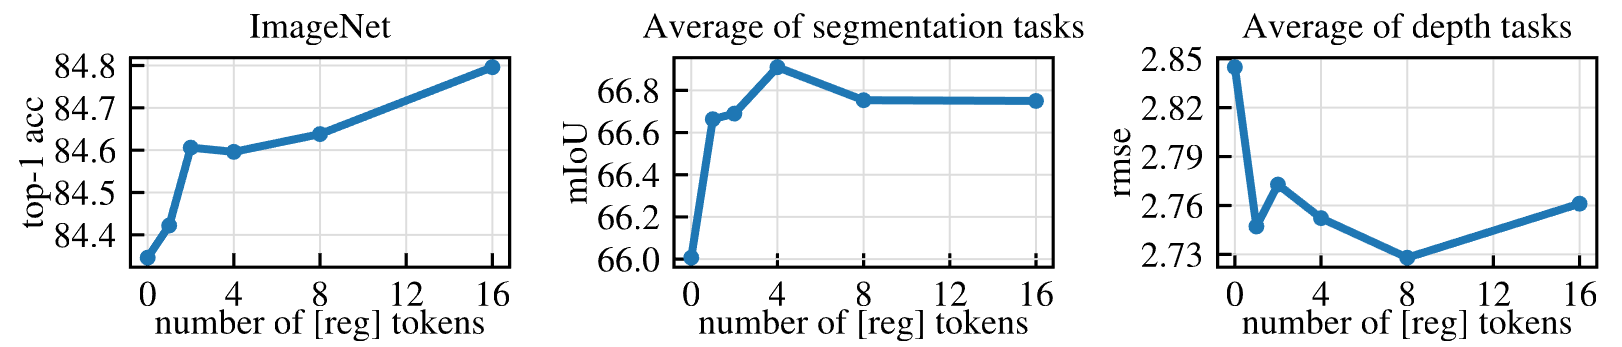 ImageNet
84.8
84.7
84.6
84.5
84.4
top-1 acc
0 4 8 12 16
number of [reg] tokens
Average of segmentation tasks
66.8
66.6
66.4
66.2
66.0
mIoU
0 4 8 12 16
number of [reg] tokens
Average of depth tasks
2.85
2.82
2.79
2.76
2.73
rmse
0 4 8 12 16
number of [reg] tokens